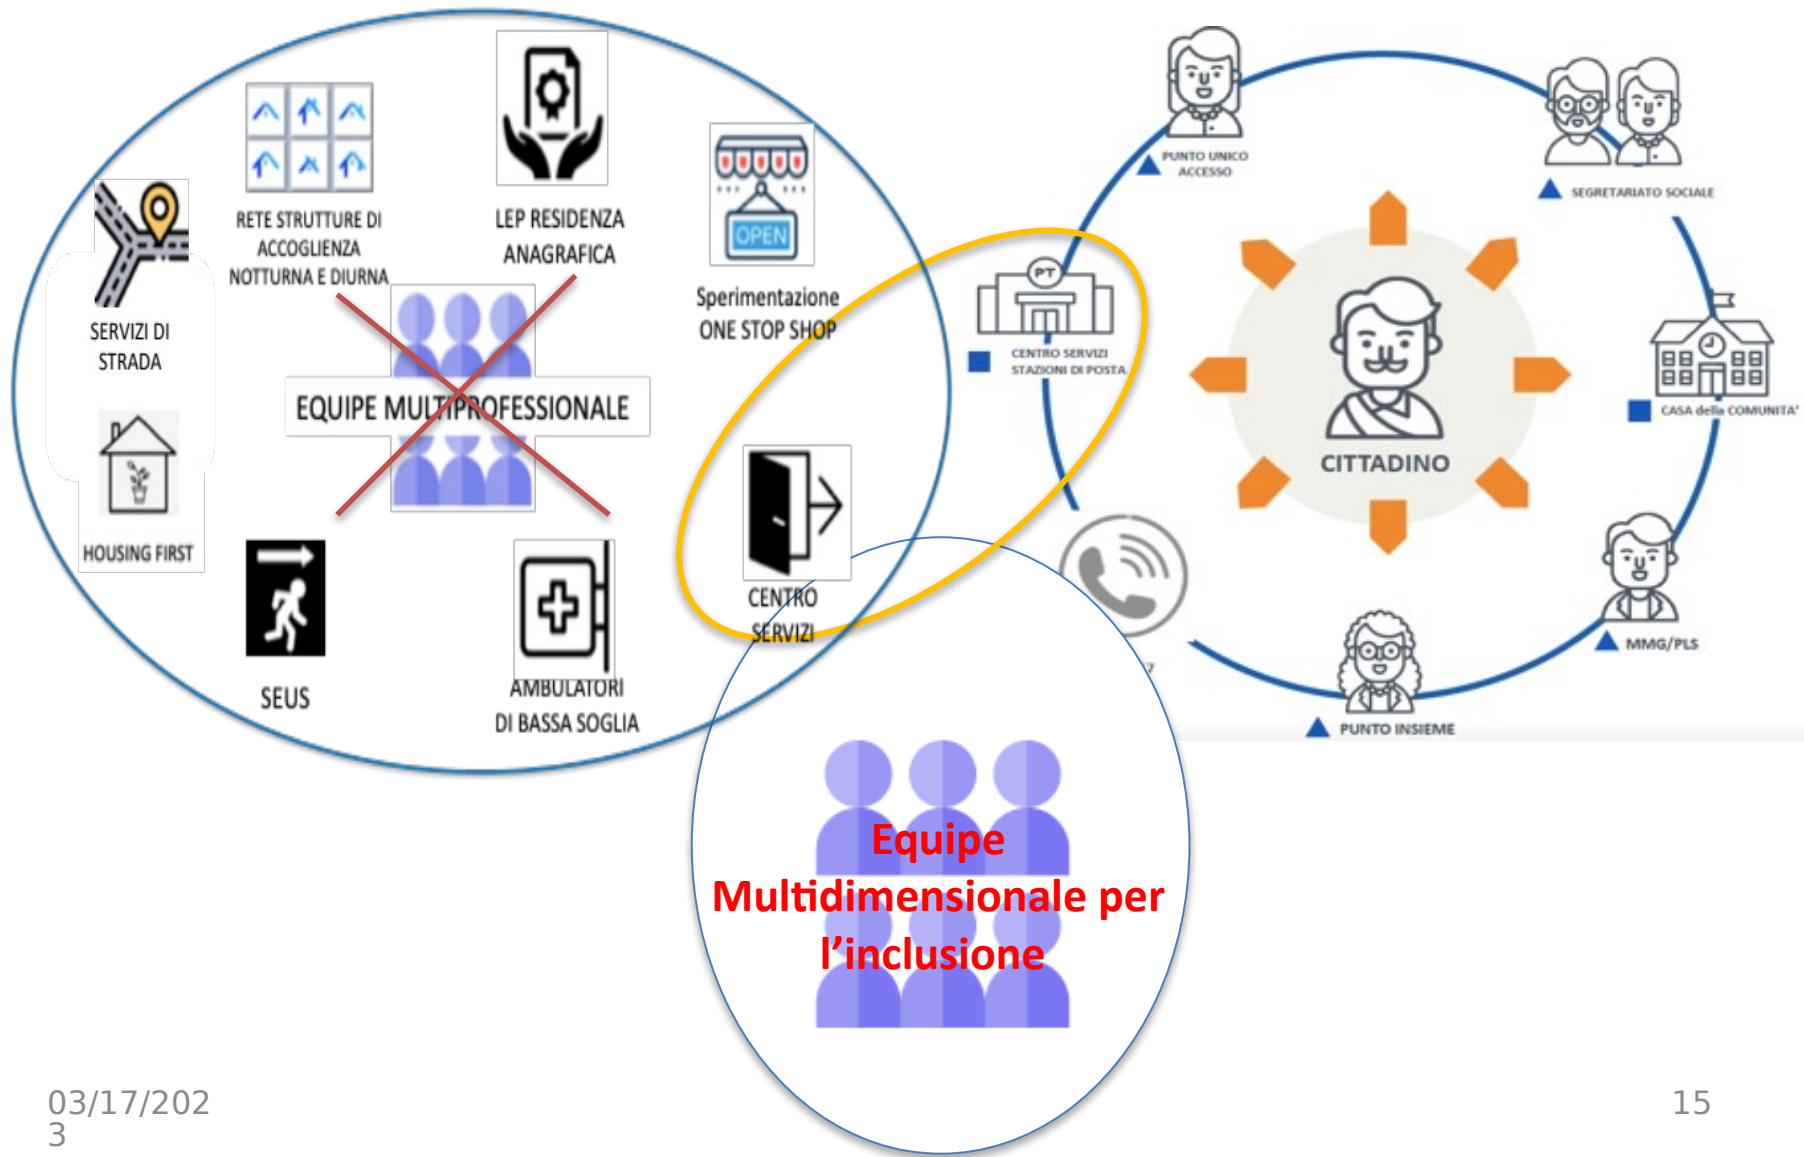 RETE STRUTTURE DI
ACCOGLIENZA
NOTTURNA E DIURNA
LEP RESIDENZA
ANAGRAFICA
OPEN
Sperimentazione
ONE STOP SHOP
SERVIZI DI
STRADA
EQUIPE MULTIPROFESSIONALE
HOUSING FIRST
SEUS
AMBULATORI
DI BASSA SOGLIA
CENTRO
SERVIZI
PUNTO UNICO
ACCESSO
SEGRETARIATO SOCIALE
PT
CENTRO SERVIZI
STAZIONI DI POSTA
CASA della COMUNITA'
CITTADINO
MMG/PLS
7
PUNTO INSIEME
Equipe
Multidimensionale per
l’inclusione
03/17/202
3
15